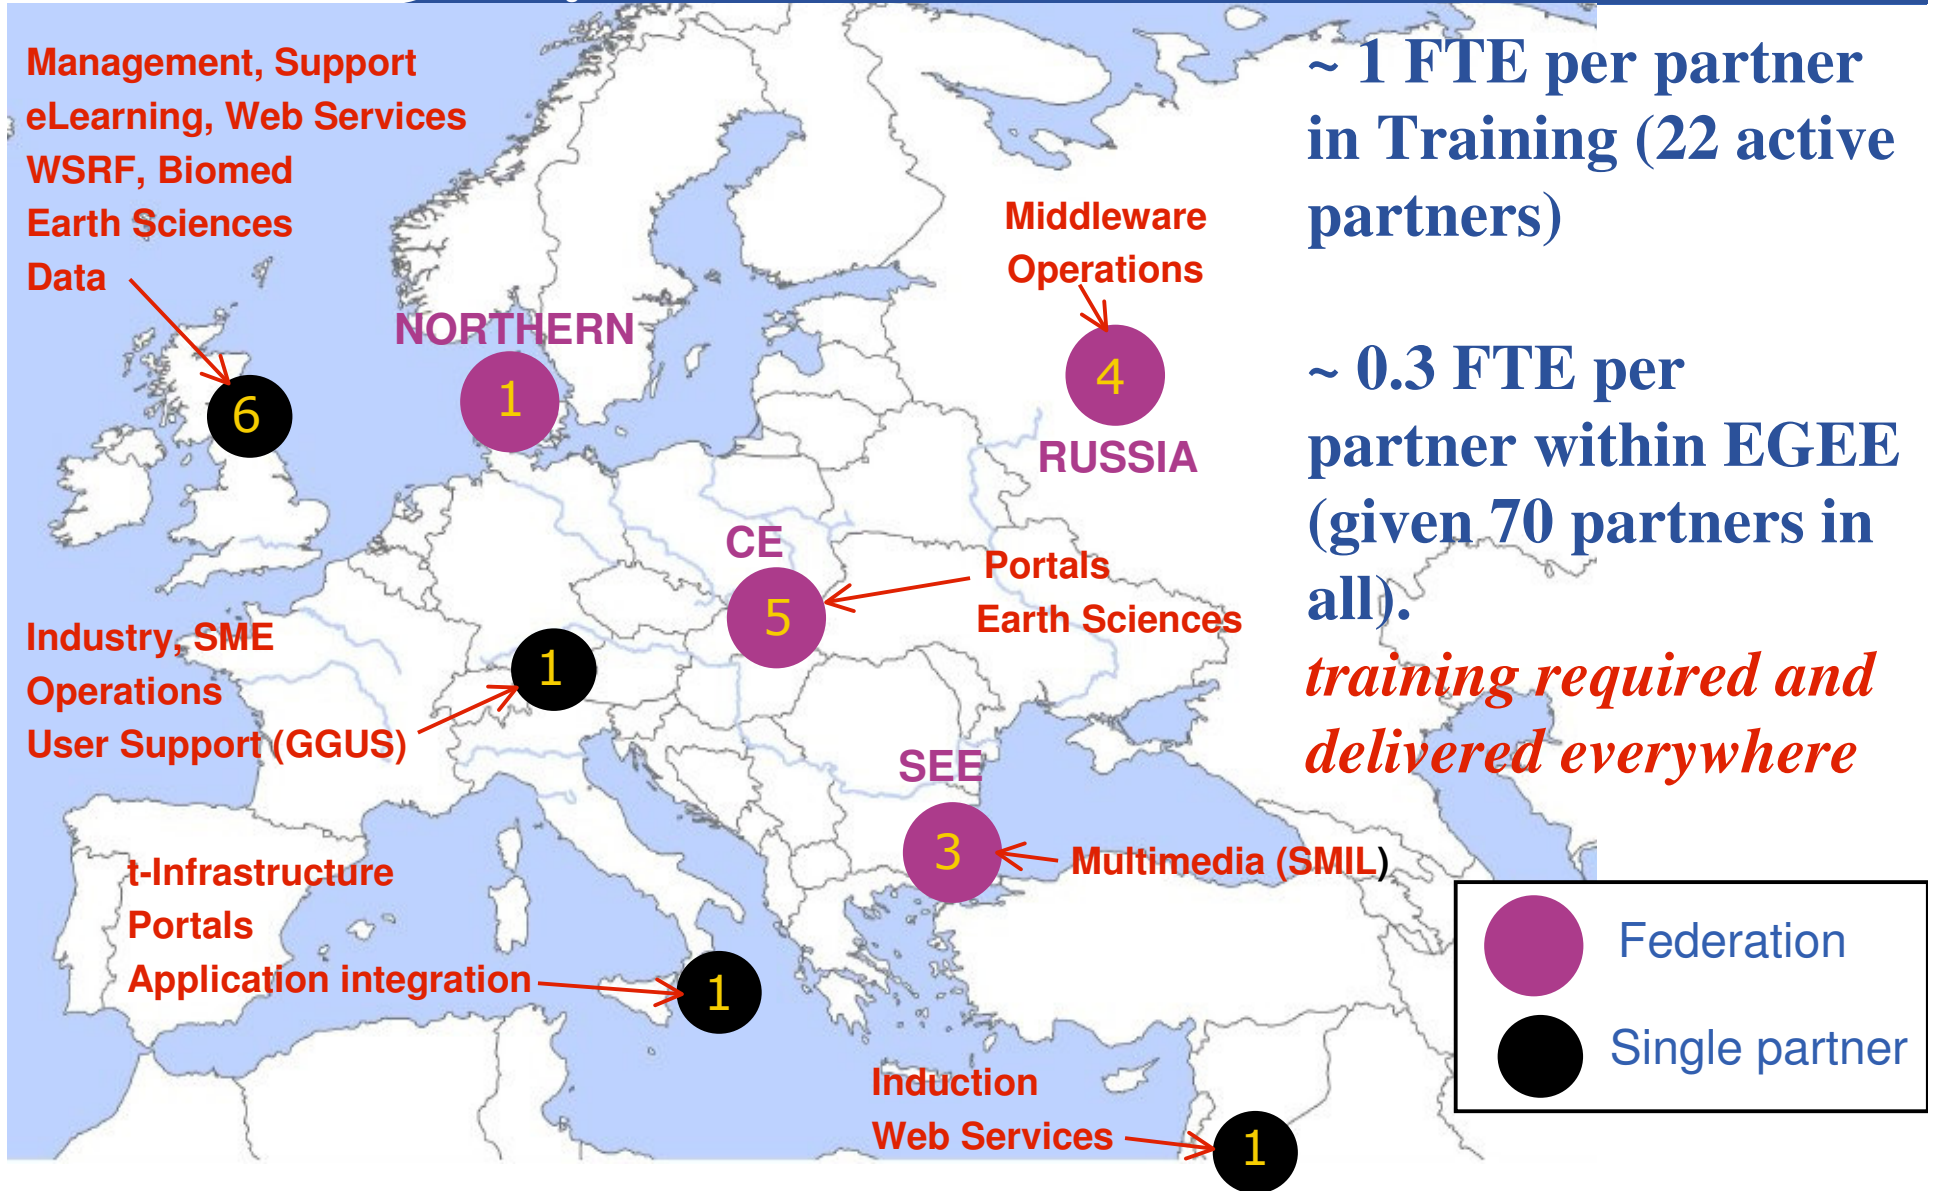 Management, Support
eLearning, Web Services
WSRF, Biomed
Earth Sciences
Data
NORTHERN
1
6
Middleware
Operations
4
RUSSIA
~ 1 FTE per partner
in Training (22 active
partners)
~ 0.3 FTE per
partner within EGEE
(given 70 partners in
all).
training required and
delivered everywhere
CE
5
Portals
Earth Sciences
Industry, SME
Operations
User Support (GGUS)
1
SEE
3
Multimedia (SMIL)
t-Infrastructure
Portals
Application integration
1
Induction
Web Services
1
Federation
Single partner